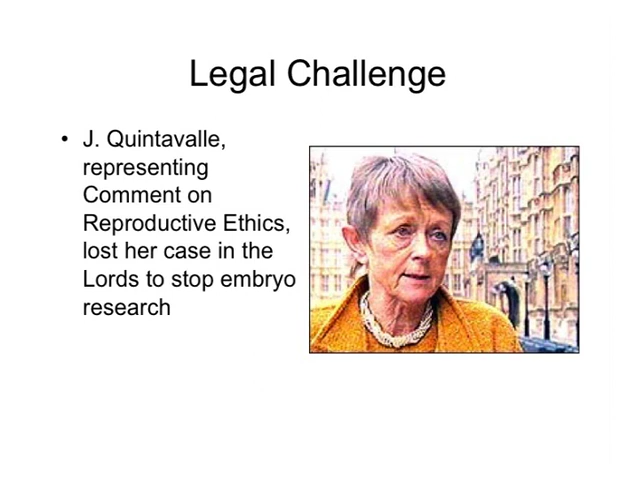 Legal Challenge
• J. Quintavalle,
representing
Comment on
Reproductive Ethics,
lost her case in the
Lords to stop embryo
research